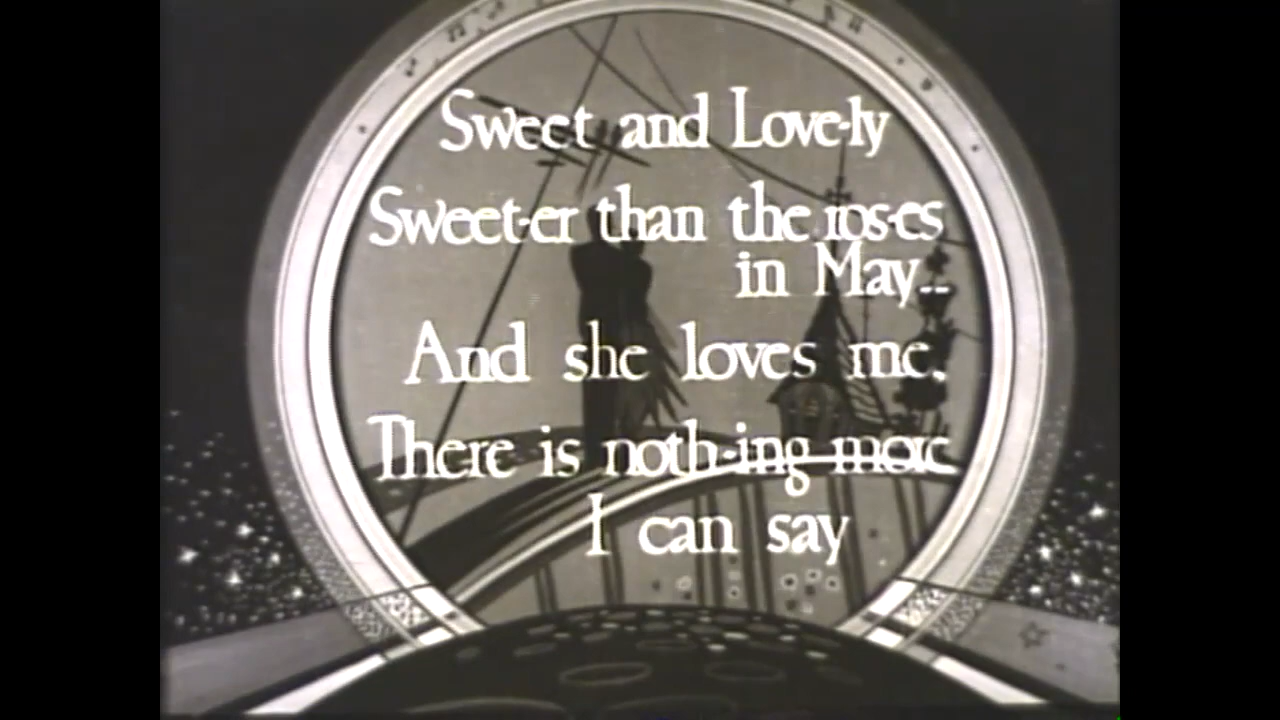 Sweet and Love-ly
Sweet-er than the ros-es
in May--
And she loves me.
There is noth-ing more
I can say